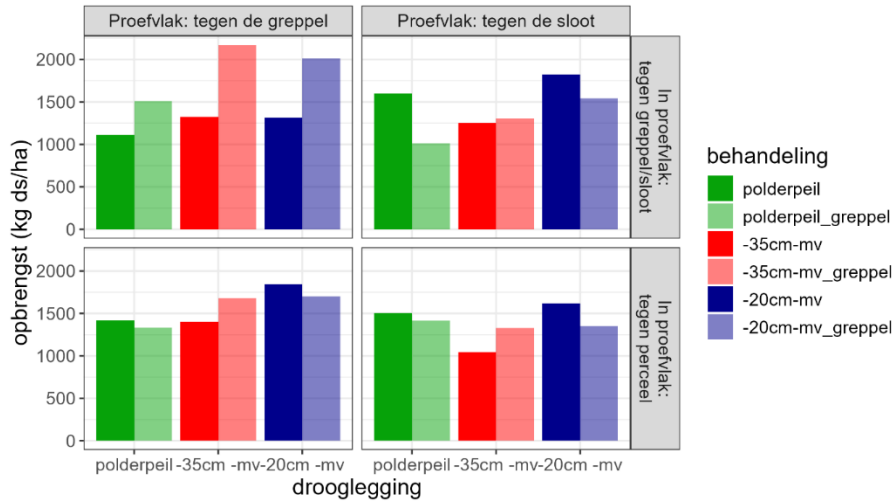 Proefvlak: tegen de greppel
Proefvlak: tegen de sloot
opbrengst (kg ds/ha)
2000
1500
1000
500
0
In proefvlak:
tegen greppel/sloot
2000
1500
1000
500
0
In proefvlak:
tegen perceel
polderpeil -35cm -mv -20cm -mv
polderpeil -35cm -mv -20cm -mv
drooglegging
behandeling
polderpeil
polderpeil_greppel
-35cm-mv
-35cm-mv_greppel
-20cm-mv
-20cm-mv_greppel